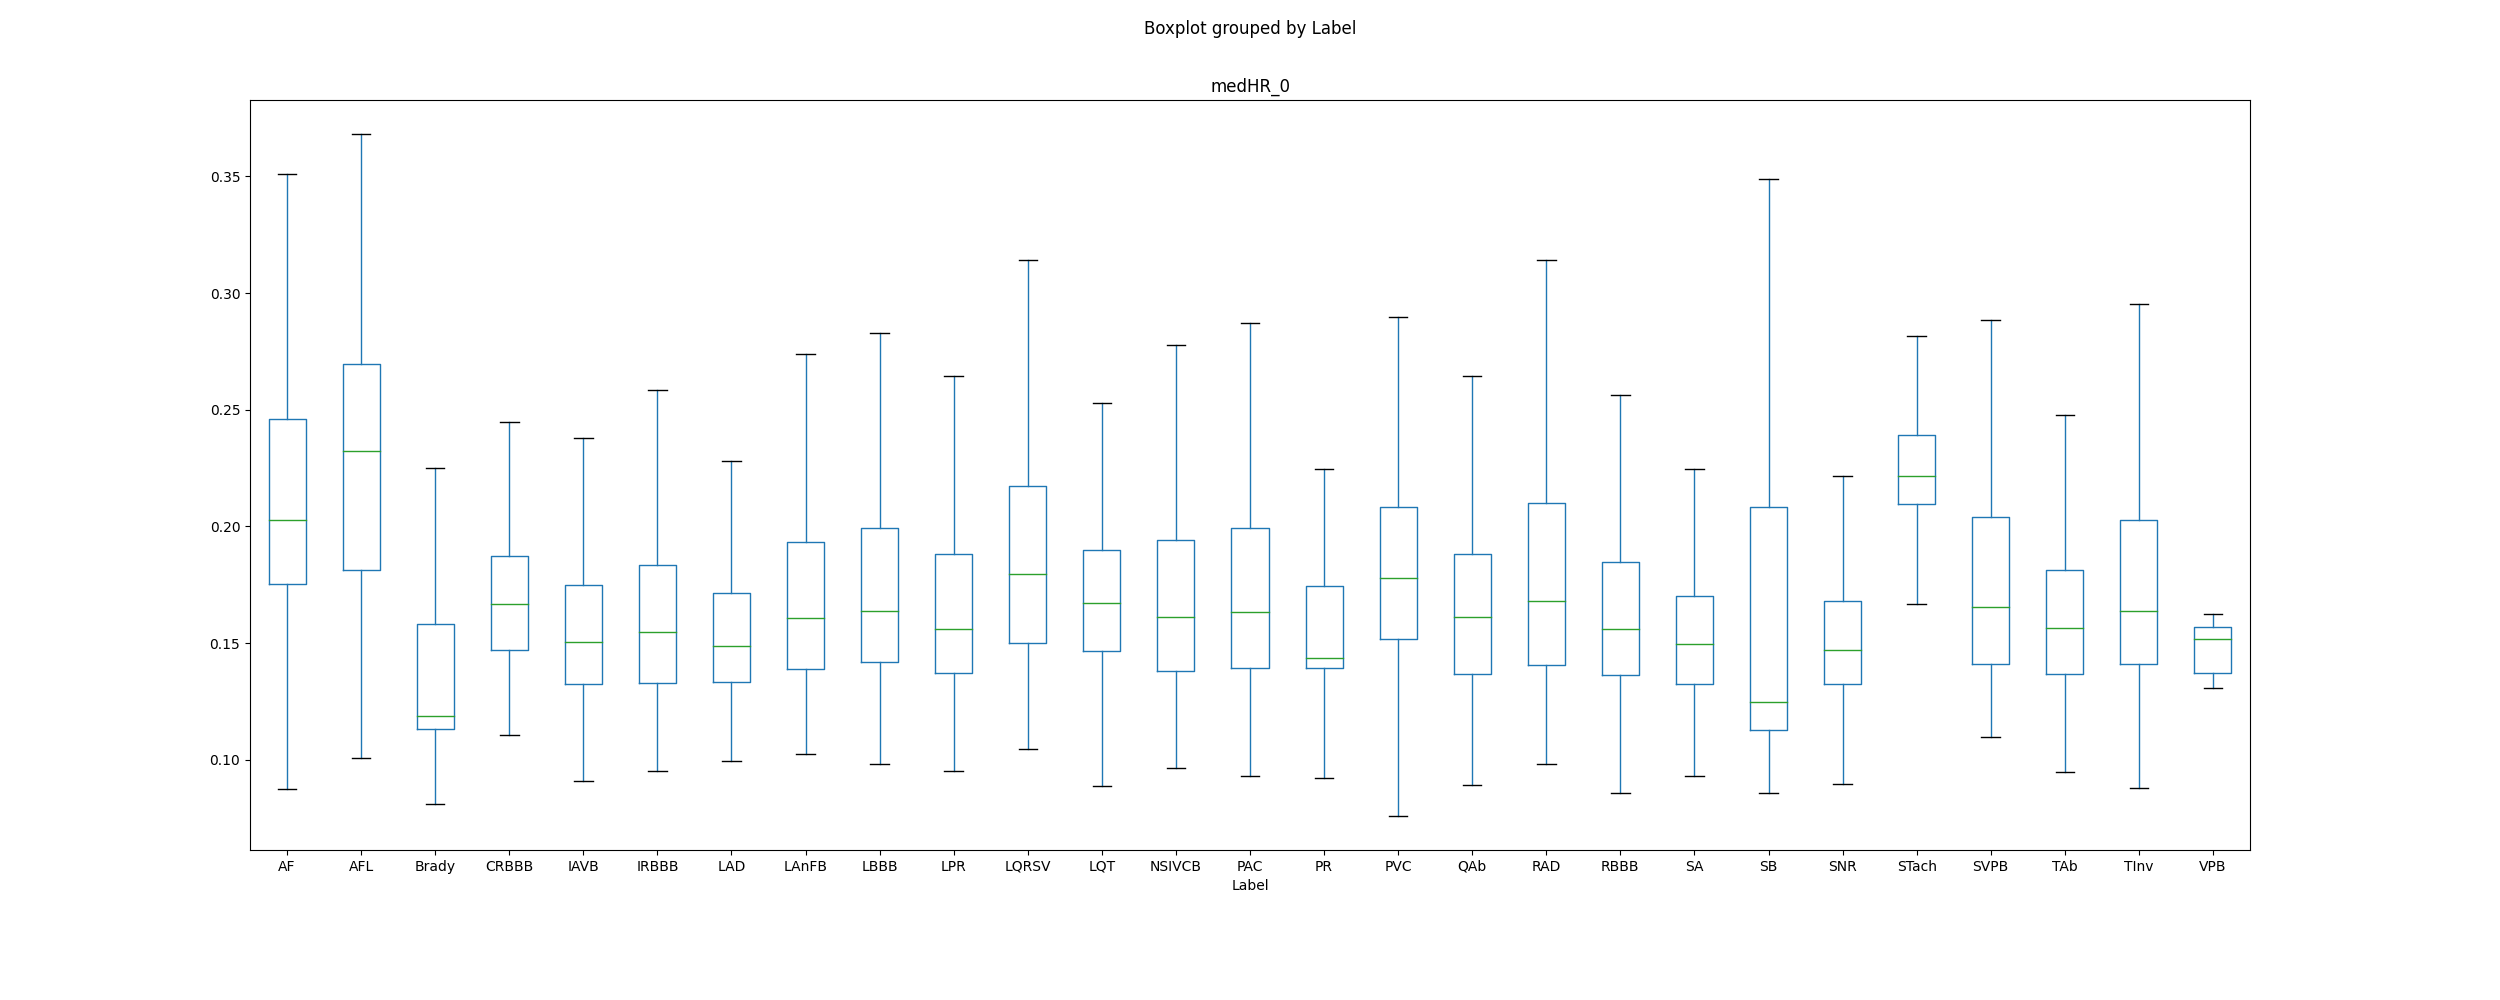 Boxplot grouped by Label
medHR_0
0.35
0.30
0.25
0.20
0.15
0.10
AF AFL Brady CRBBB IAVB IRBBB LAD LAnFB LBBB LPR LQRSV LQT NSIVCB PAC PR PVC QAb RAD RBBB SA SB SNR STach SVPB TAb TInv VPB
Label